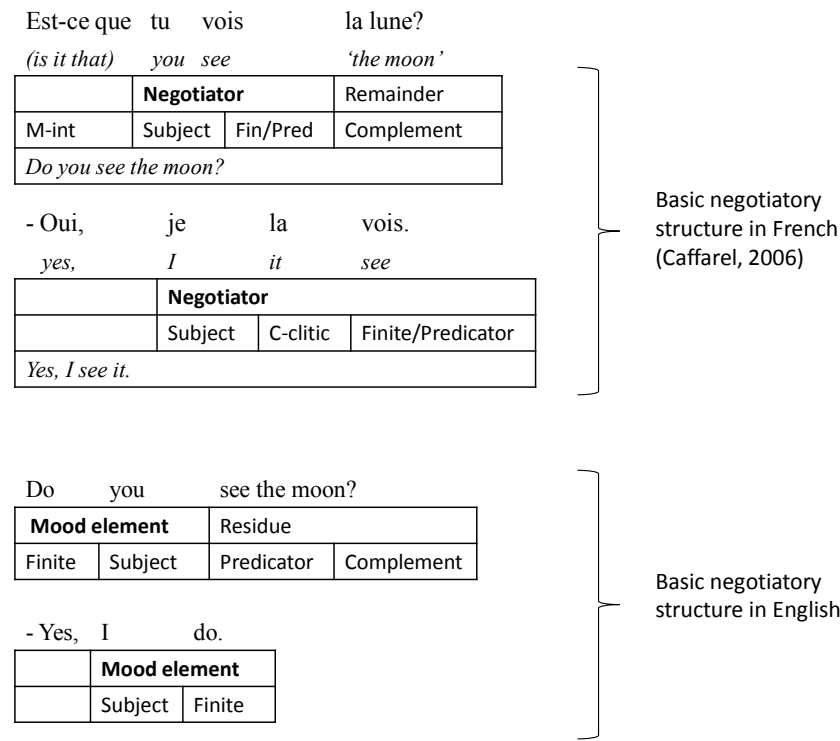 Est-ce que tu vois la lune?
(is it that) you see ‘the moon’
Negotiator Remainder
M-int Subject Fin/Pred Complement
Do you see the moon?
- Oui, je la vois.
yes, I it see
Negotiator
Subject C-clitic Finite/Predicator
Yes, I see it.
Basic negotiatory
structure in French
(Caffarel, 2006)
Do you see the moon?
Mood element Residue
Finite Subject Predicator Complement
- Yes, I do.
Mood element
Subject Finite
Basic negotiatory
structure in English